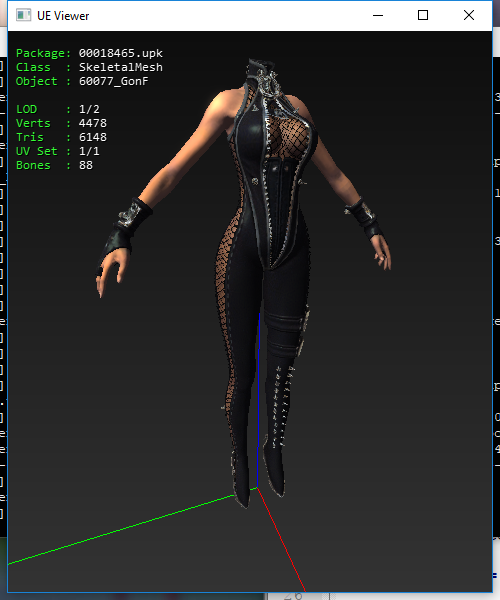 UE Viewer
Package: 00018465.upk
Class : SkeletalMesh
Object : 60077_GonF
LOD : 1/2
Verts : 4478
Tris : 6148
UV Set : 1/1
Bones : 88